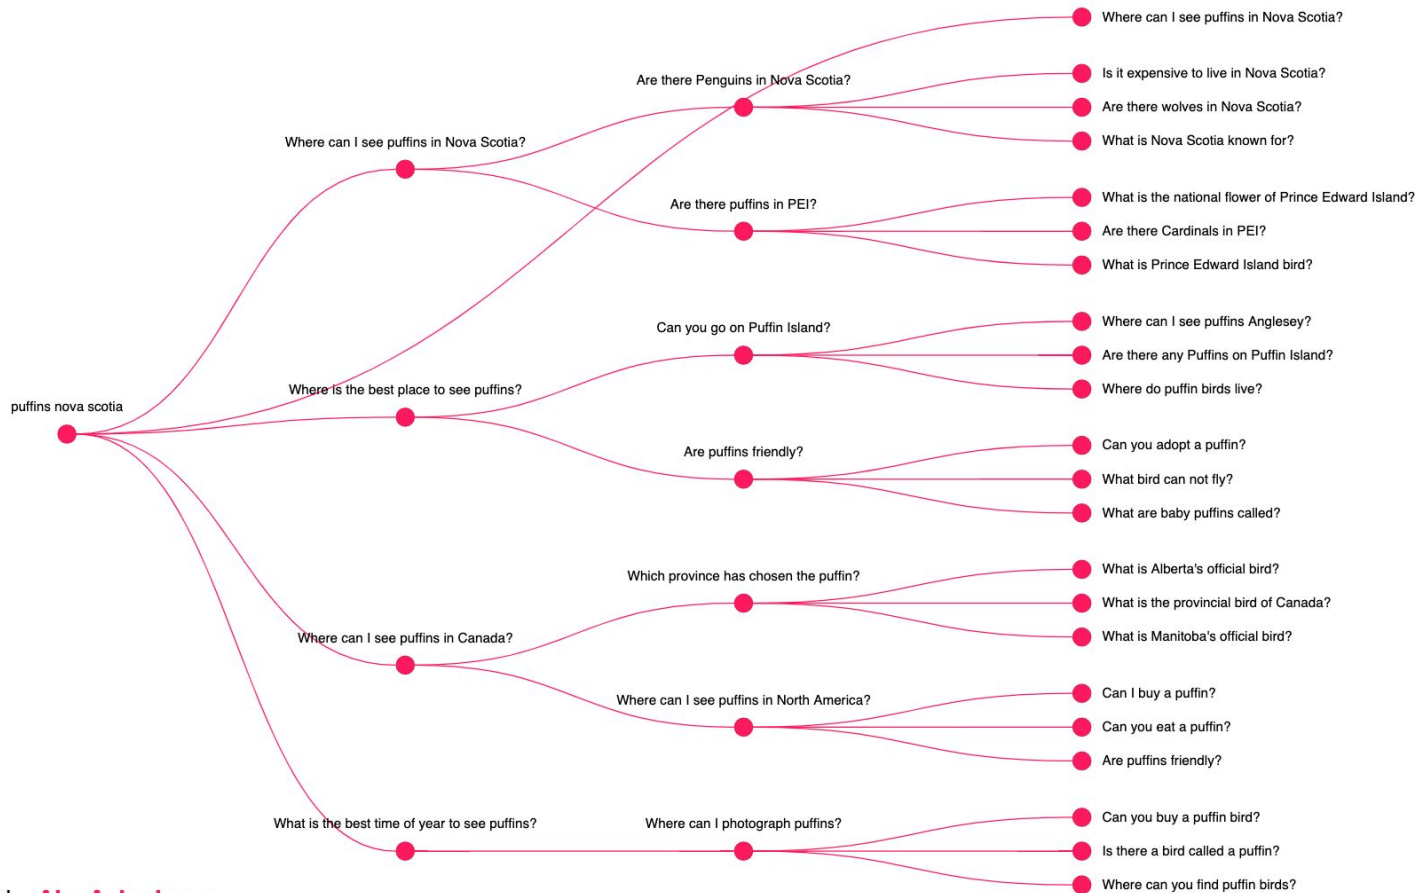 puffins nova scotia
Where can I see puffins in Nova Scotia?
Are there Penguins in Nova Scotia?
Where can I see puffins in Nova Scotia?
Is it expensive to live in Nova Scotia?
Are there wolves in Nova Scotia?
What is Nova Scotia known for?
Are there puffins in PEI?
What is the national flower of Prince Edward Island?
Are there Cardinals in PEI?
What is Prince Edward Island bird?
Where is the best place to see puffins?
Can you go on Puffin Island?
Where can I see puffins Anglesey?
Are there any Puffins on Puffin Island?
Where do puffin birds live?
Are puffins friendly?
Can you adopt a puffin?
What bird can not fly?
What are baby puffins called?
Where can I see puffins in Canada?
Which province has chosen the puffin?
What is Alberta's official bird?
What is the provincial bird of Canada?
What is Manitoba's official bird?
Where can I see puffins in North America?
Can I buy a puffin?
Can you eat a puffin?
Are puffins friendly?
What is the best time of year to see puffins?
Where can I photograph puffins?
Can you buy a puffin bird?
Is there a bird called a puffin?
Where can you find puffin birds?